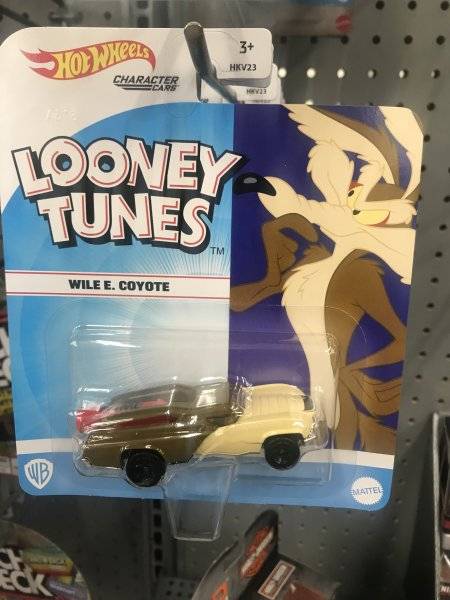 HOT WHEELS
3+
HKV23
HKV23
CHARACTER
CARS
LOONEY
TUNES
TM
WILE E. COYOTE
WB
MATTEL